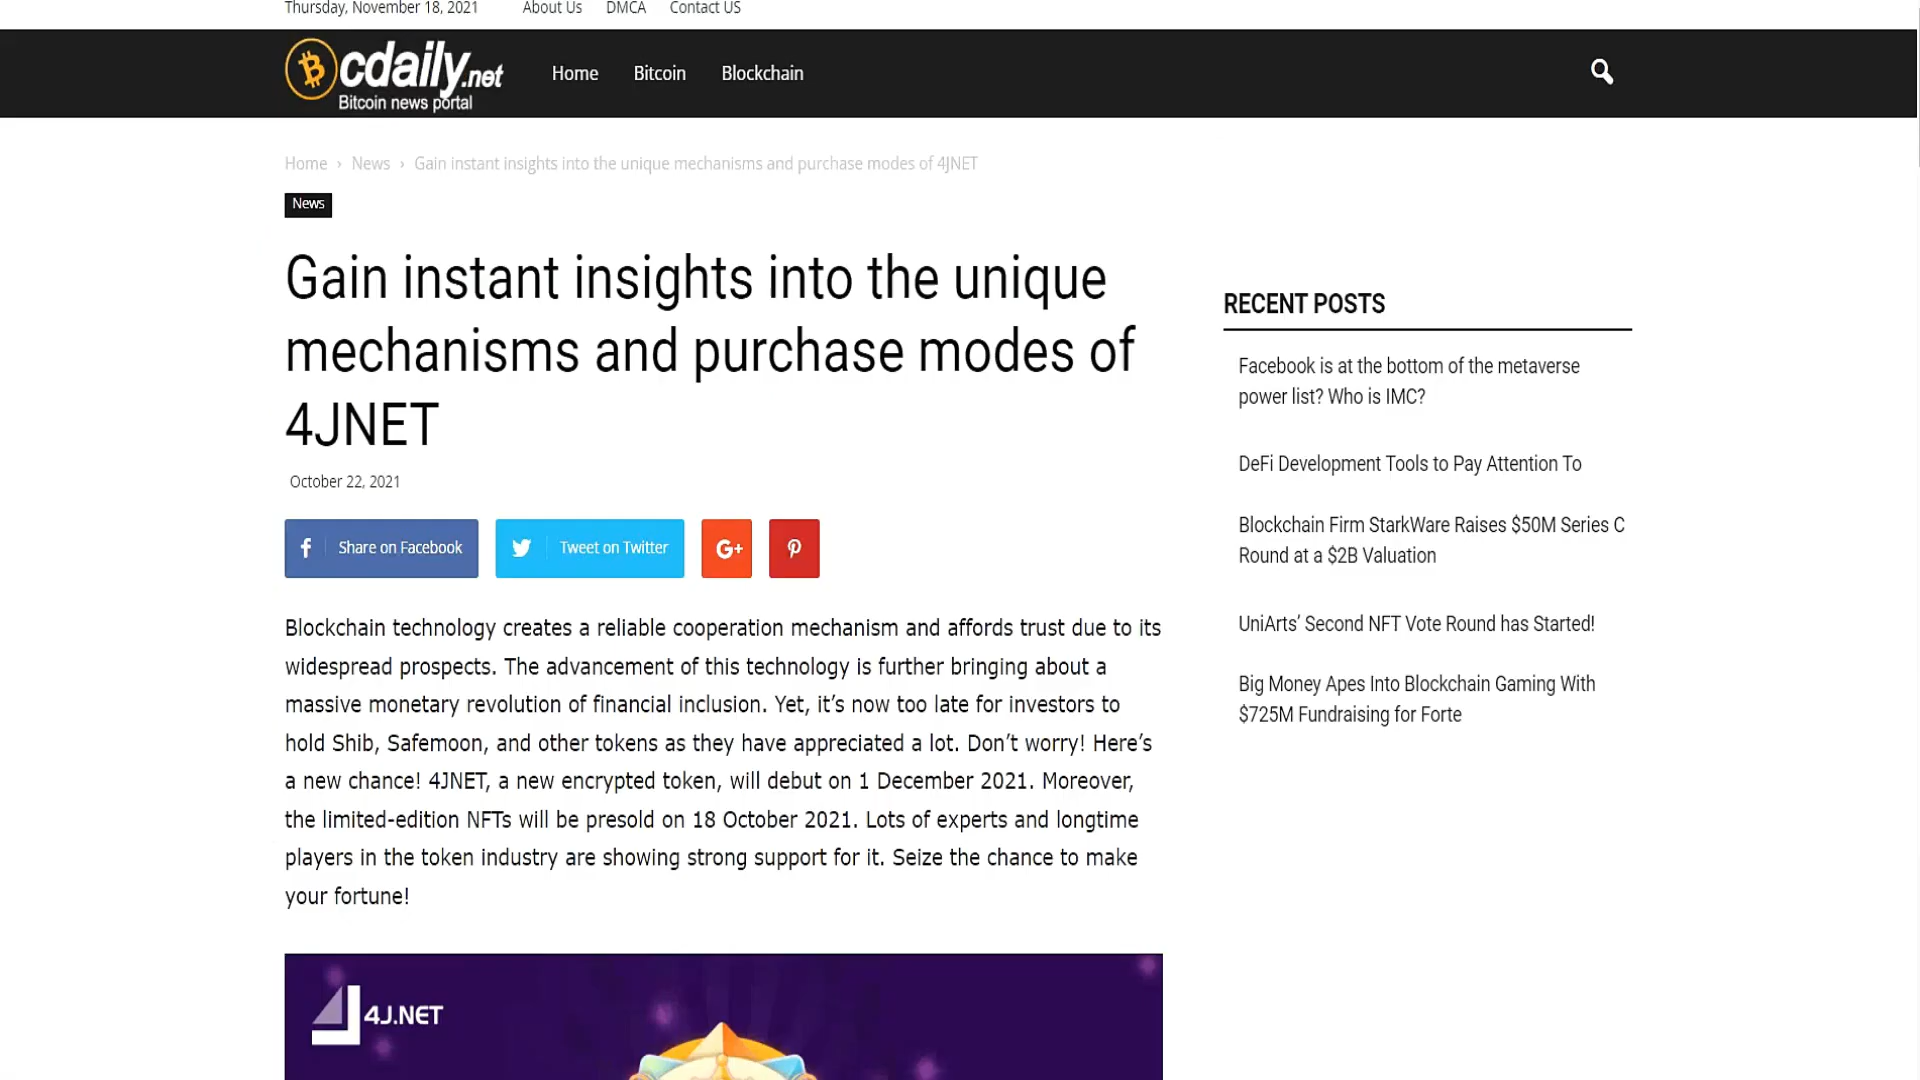 Thursday, November 18, 2021 About Us DMCA Contact US
cdaily.net
Bitcoin news portal
Home Bitcoin Blockchain
Home › News › Gain instant insights into the unique mechanisms and purchase modes of 4JNET
News
Gain instant insights into the unique
mechanisms and purchase modes of
4JNET
October 22, 2021
Share on Facebook
Tweet on Twitter
G+
Blockchain technology creates a reliable cooperation mechanism and affords trust due to its
widespread prospects. The advancement of this technology is further bringing about a
massive monetary revolution of financial inclusion. Yet, it’s now too late for investors to
hold Shib, Safemoon, and other tokens as they have appreciated a lot. Don’t worry! Here’s
a new chance! 4JNET, a new encrypted token, will debut on 1 December 2021. Moreover,
the limited-edition NFTs will be presold on 18 October 2021. Lots of experts and longtime
players in the token industry are showing strong support for it. Seize the chance to make
your fortune!
4J.NET
RECENT POSTS
Facebook is at the bottom of the metaverse
power list? Who is IMC?
DeFi Development Tools to Pay Attention To
Blockchain Firm StarkWare Raises $50M Series C
Round at a $2B Valuation
UniArts’ Second NFT Vote Round has Started!
Big Money Apes Into Blockchain Gaming With
$725M Fundraising for Forte